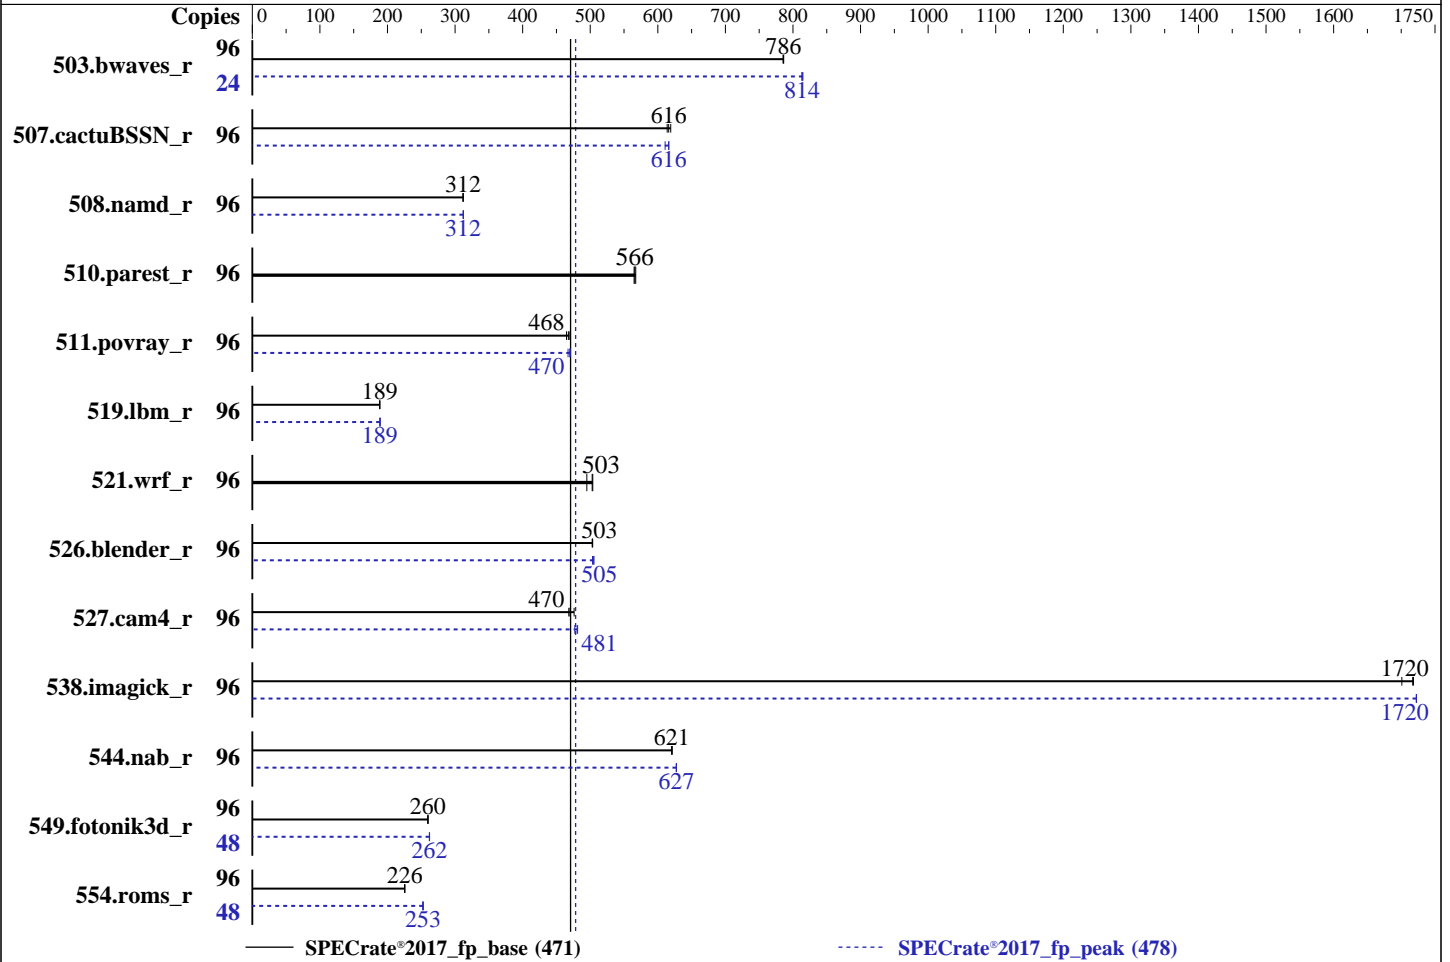 Copies 0 100 200 300 400 500 600 700 800 900 1000 1100 1200 1300 1400 1500 1600 1750
503.bwaves_r 96 786
24 814
507.cactuBSSN_r 96 616
616
508.namd_r 96 312
312
510.parest_r 96 566
511.povray_r 96 468
470
519.lbm_r 96 189
189
521.wrf_r 96 503
526.blender_r 96 503
505
527.cam4_r 96 470
481
538.imagick_r 96 1720
1720
544.nab_r 96 621
627
549.fotonik3d_r 96 260
48 262
554.roms_r 96 226
48 253
SPECrate®2017_fp_base (471) SPECrate®2017_fp_peak (478)